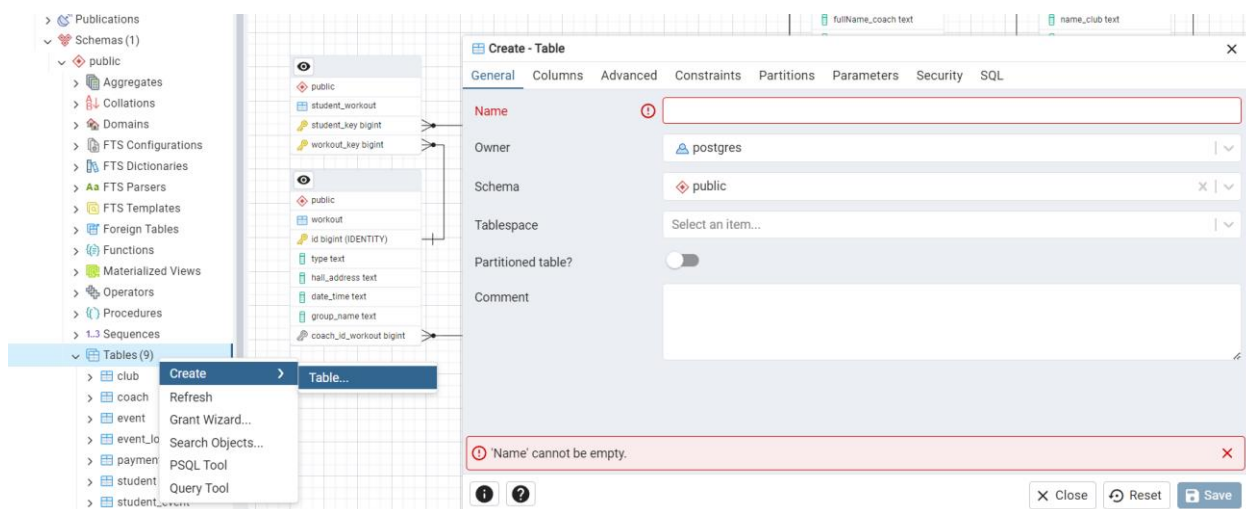 Publications
Schemas (1)
public
Aggregates
Collations
Domains
FTS Configurations
FTS Dictionaries
Aa FTS Parsers
FTS Templates
Foreign Tables
Functions
Materialized Views
Operators
Procedures
1..3 Sequences
Tables (9)
club
coach
event
event_lo
paymen
student
student_event
Create
Refresh
Grant Wizard...
Search Objects...
PSQL Tool
Query Tool
Table...
public
student_workout
student_key bigint
workout_key bigint
public
workout
id bigint (IDENTITY)
type text
hall_address text
date_time text
group_name text
coach_id_workout bigint
fullName_coach text
name_club text
Create - Table
General Columns Advanced Constraints Partitions Parameters Security SQL
Name
Owner postgres
Schema public
Tablespace Select an item...
Partitioned table?
Comment
'Name' cannot be empty.
Close Reset Save